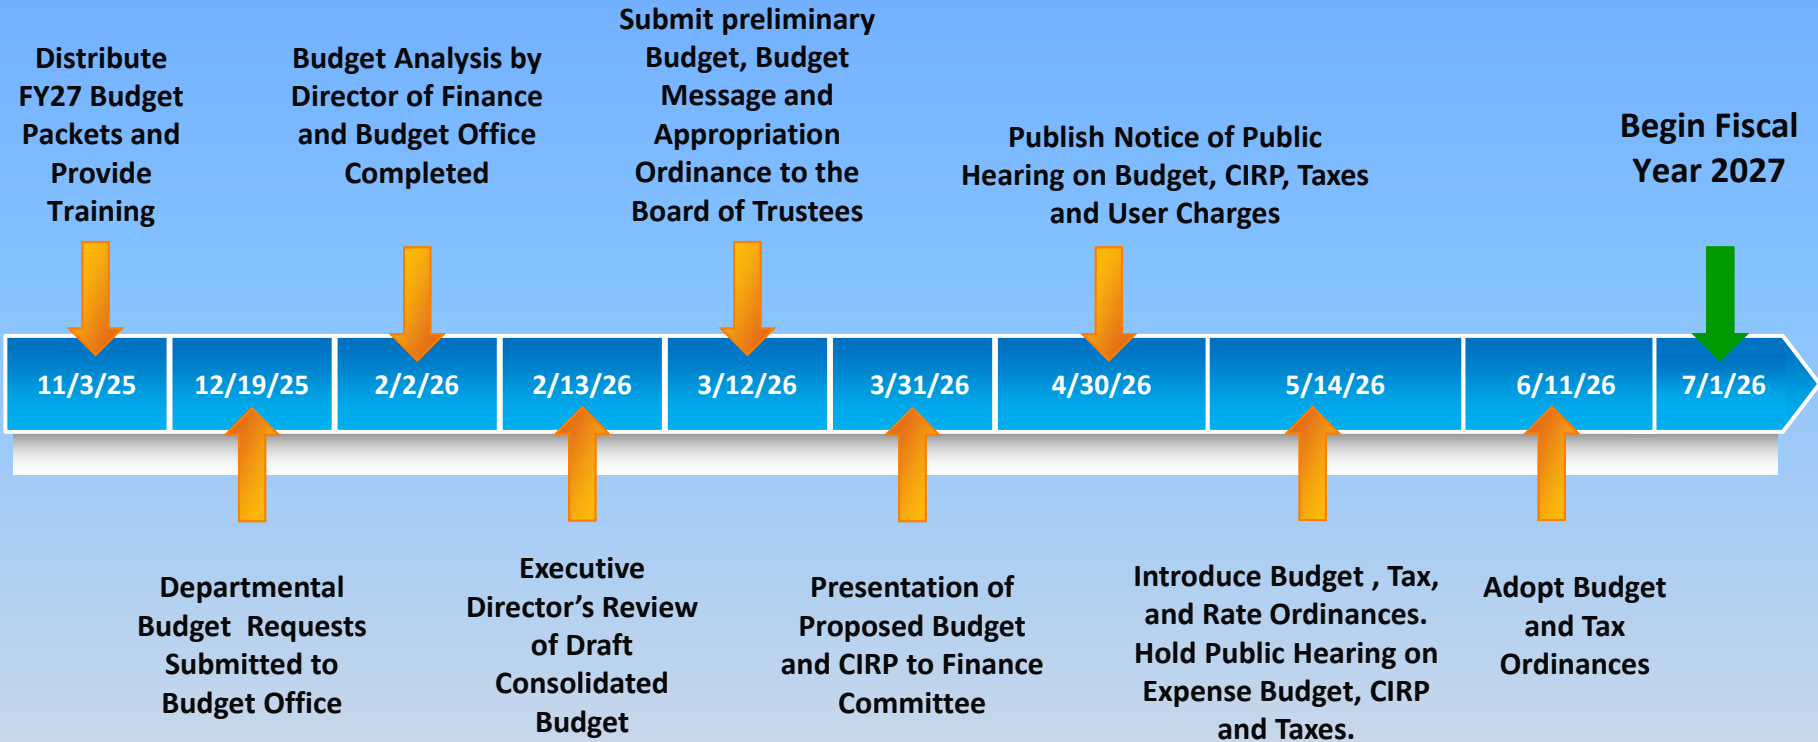 Distribute
FY27 Budget
Packets and
Provide
Training
Budget Analysis by
Director of Finance
and Budget Office
Completed
Submit preliminary
Budget, Budget
Message and
Appropriation
Ordinance to the
Board of Trustees
Publish Notice of Public
Hearing on Budget, CIRP, Taxes
and User Charges
Begin Fiscal
Year 2027
11/3/25
12/19/25
2/2/26
2/13/26
3/12/26
3/31/26
4/30/26
5/14/26
6/11/26
7/1/26
Departmental
Budget  Requests
Submitted to
Budget Office
Executive
Director’s Review
of Draft
Consolidated
Budget
Presentation of
Proposed Budget
and CIRP to Finance
Committee
Introduce Budget , Tax,
and Rate Ordinances.
Hold Public Hearing on
Expense Budget, CIRP
and Taxes.
Adopt Budget
and Tax
Ordinances